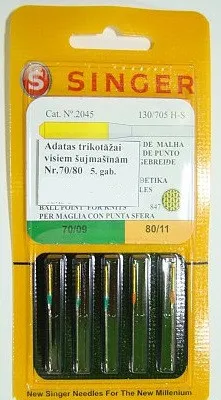 S SINGER
Cat. Nº.2045 130/705 H-S
Adatas trikotāžai
visiem šujmašīnām
Nr.70/80 5. gab.
DE MALHA
DE PUNTO
GEBREIDE
847
BALL POINT FOR KNITS
PER MAGLIA CON PUNTA SFERA
70/09 80/11
New Singer Needles For The New Millenium